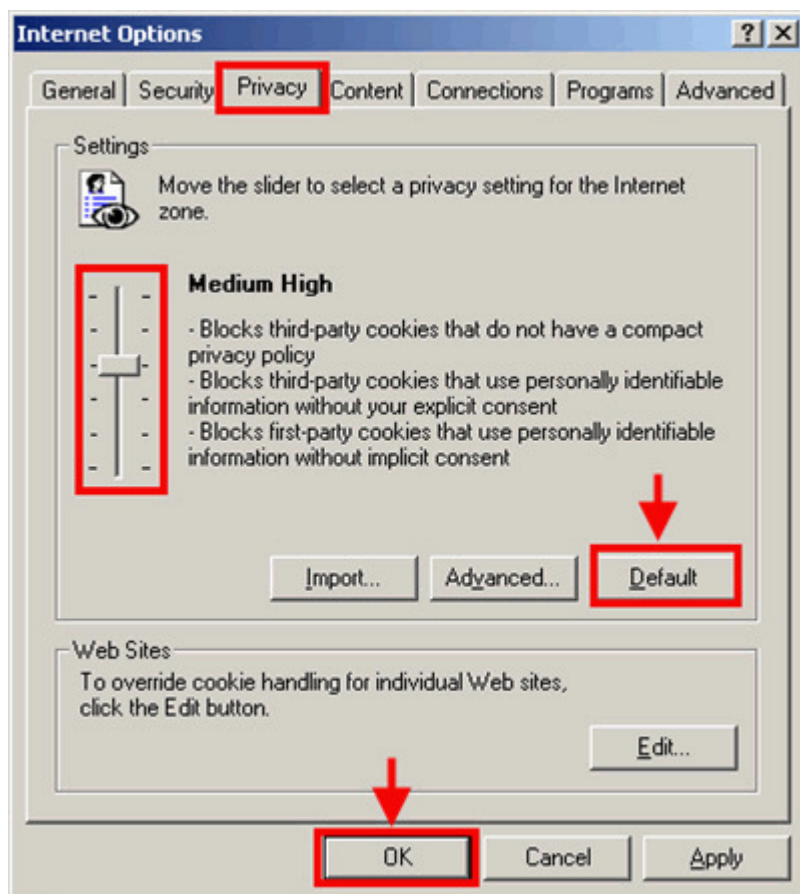 Internet Options
General Security Privacy Content Connections Programs Advanced
Settings
Move the slider to select a privacy setting for the Internet
zone.
Medium High
- Blocks third-party cookies that do not have a compact
privacy policy
- Blocks third-party cookies that use personally identifiable
information without your explicit consent
- Blocks first-party cookies that use personally identifiable
information without implicit consent
Import... Advanced... Default
Web Sites
To override cookie handling for individual Web sites,
click the Edit button.
Edit...
OK Cancel Apply